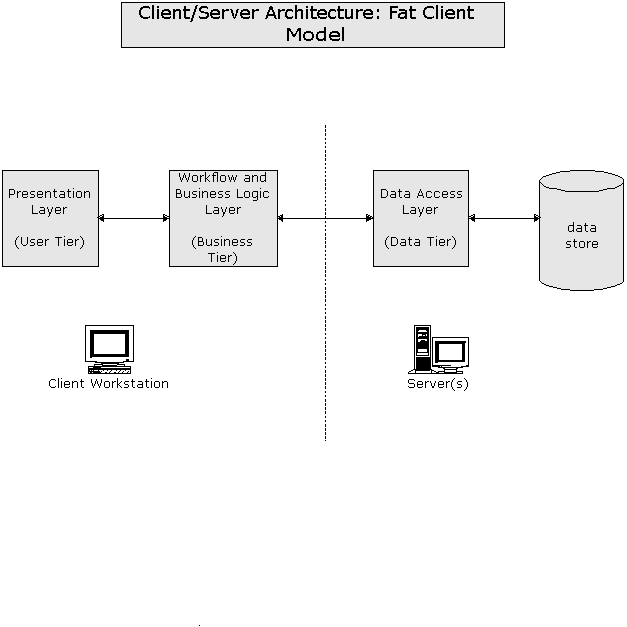 Client/Server Architecture: Fat Client
Model
Presentation
Layer
(User Tier)
Workflow and
Business Logic
Layer
(Business
Tier)
Data Access
Layer
(Data Tier)
data
store
Client Workstation
Server(s)